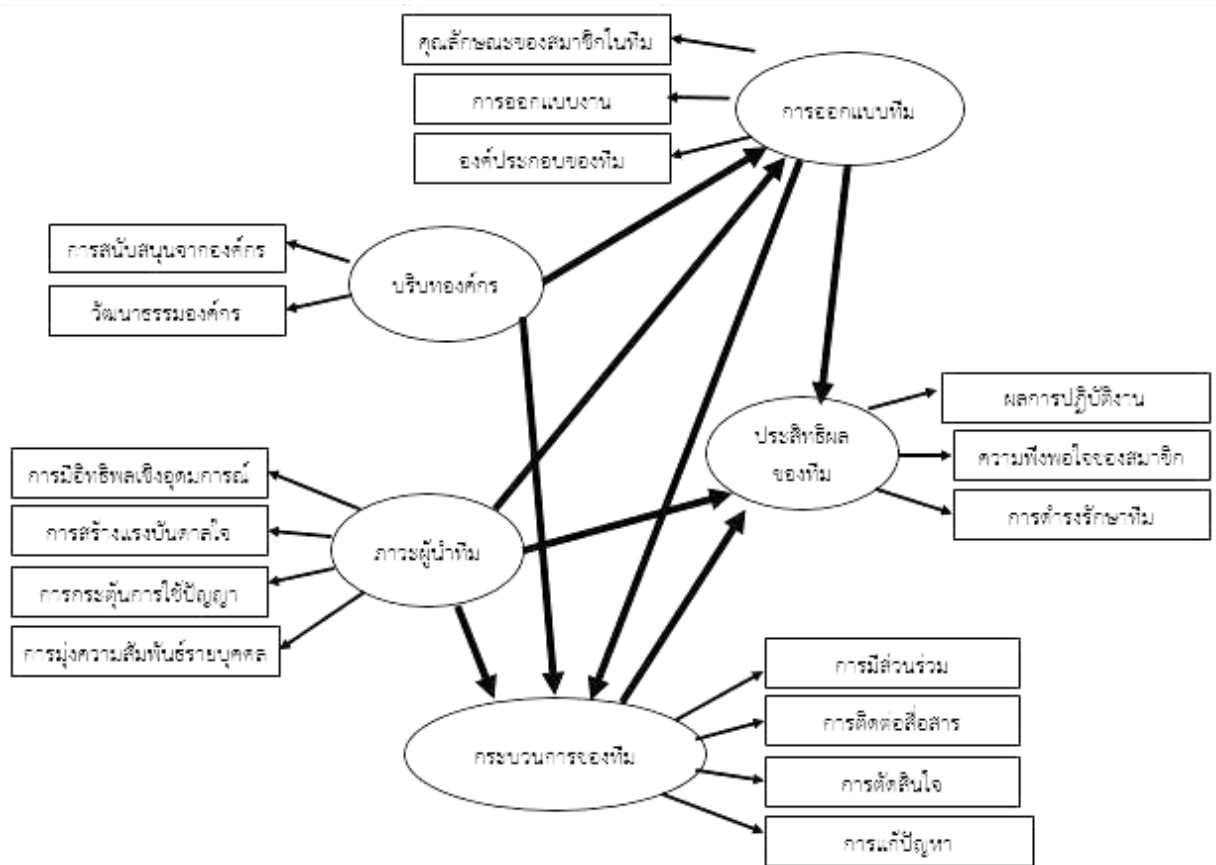 คุณลักษณะของสมาชิกในทีม
การออกแบบงาน
องค์ประกอบของทีม
การออกแบบทีม
การสนับสนุนจากองค์กร
วัฒนาธรรมองค์กร
บริบทองค์กร
ประสิทธิผล
ของทีม
ผลการปฏิบัติงาน
ความพึงพอใจของสมาชิก
การดำรงรักษาทีม
การมีอิทธิพลเชิงอุดมการณ์
การสร้างแรงบันดาลใจ
การกระตุ้นการใช้ปัญญา
การมุ่งความสัมพันธ์รายบุคคล
ภาวะผู้นำทีม
กระบวนการของทีม
การมีส่วนร่วม
การติดต่อสื่อสาร
การตัดสินใจ
การแก้ปัญหา